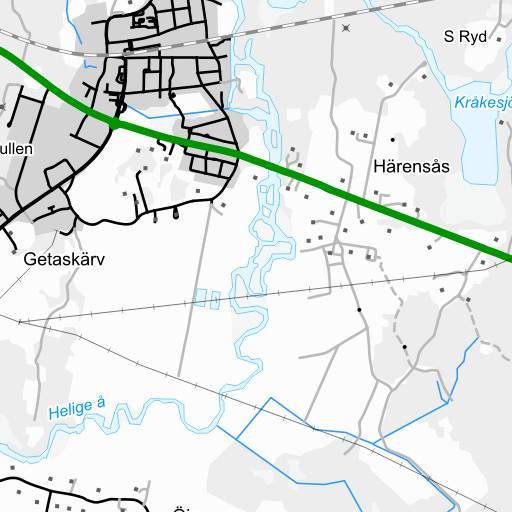 S Ryd
Kråkesjö
ullen
Härensås
Getaskärv
Helige å